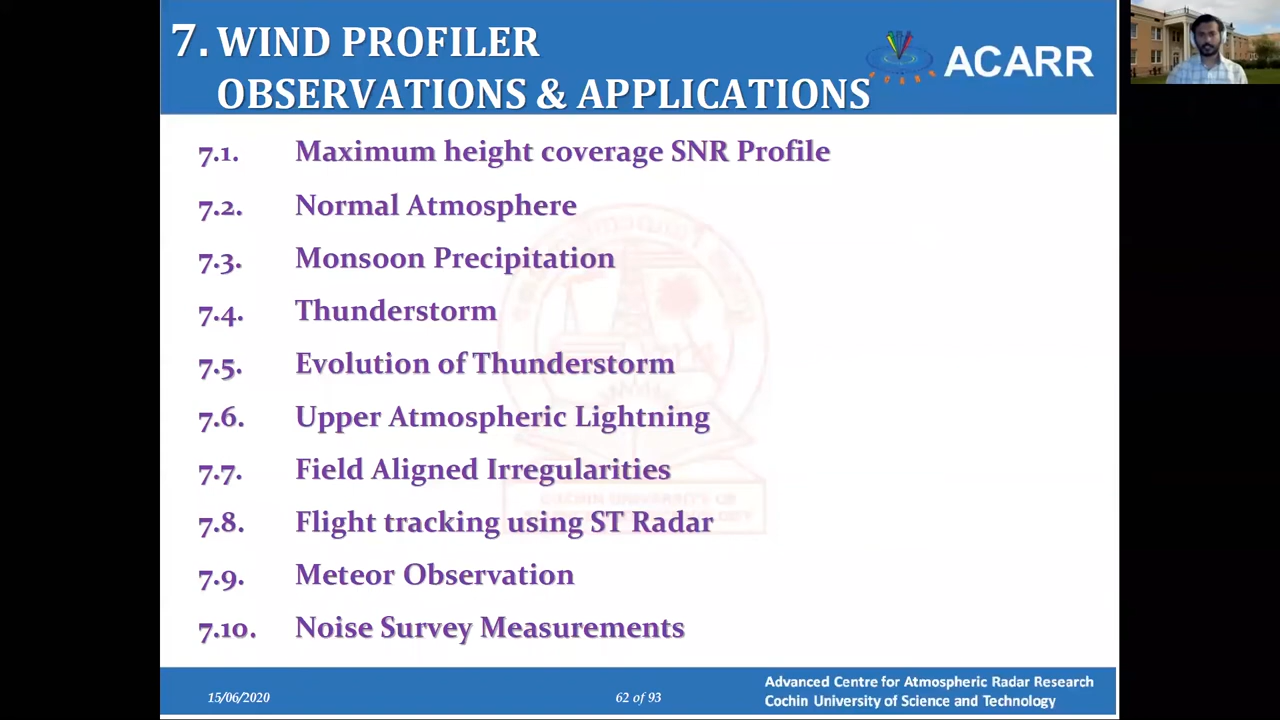 7. WIND PROFILER
OBSERVATIONS & APPLICATIONS
ACARR
7.1. Maximum height coverage SNR Profile
7.2. Normal Atmosphere
7.3. Monsoon Precipitation
7.4. Thunderstorm
7.5. Evolution of Thunderstorm
7.6. Upper Atmospheric Lightning
7.7. Field Aligned Irregularities
7.8. Flight tracking using ST Radar
7.9. Meteor Observation
7.10. Noise Survey Measurements
15/06/2020
62 of 93
Advanced Centre for Atmospheric Radar Research
Cochin University of Science and Technology